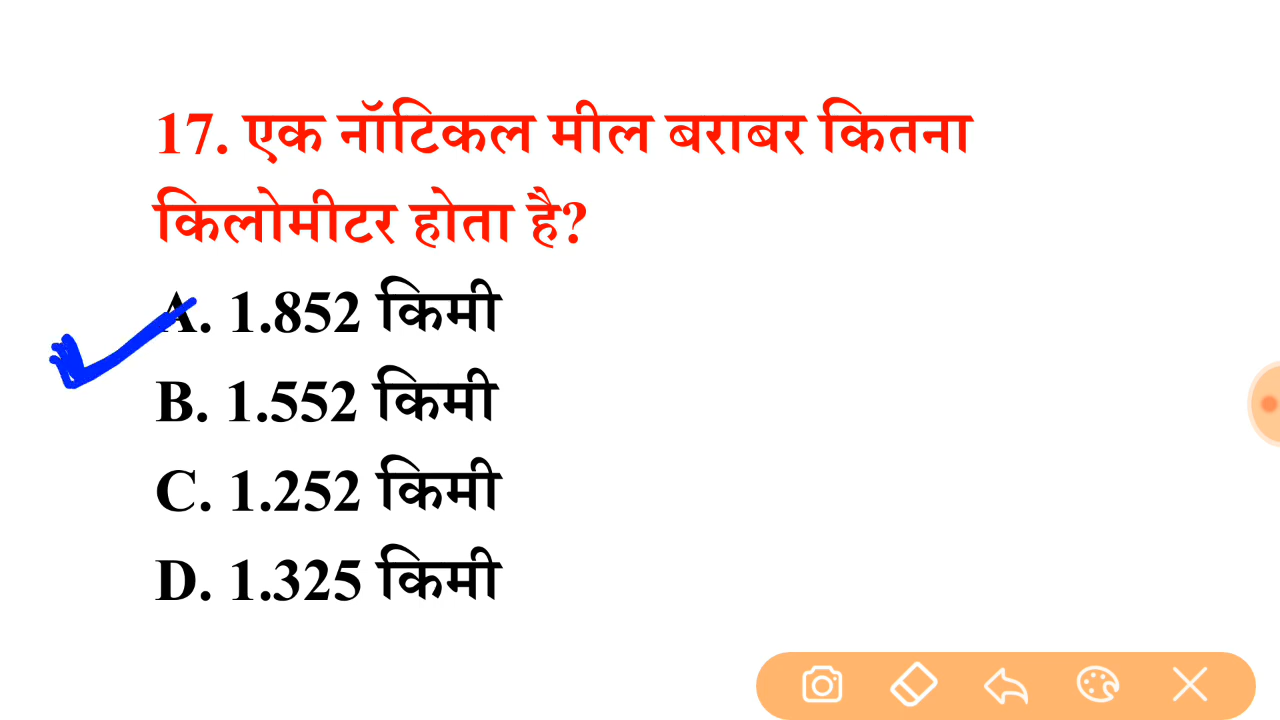 17. एक नॉटिकल मील बराबर कितना
किलोमीटर होता है?
A. 1.852 किमी
B. 1.552 किमी
C. 1.252 किमी
D. 1.325 किमी